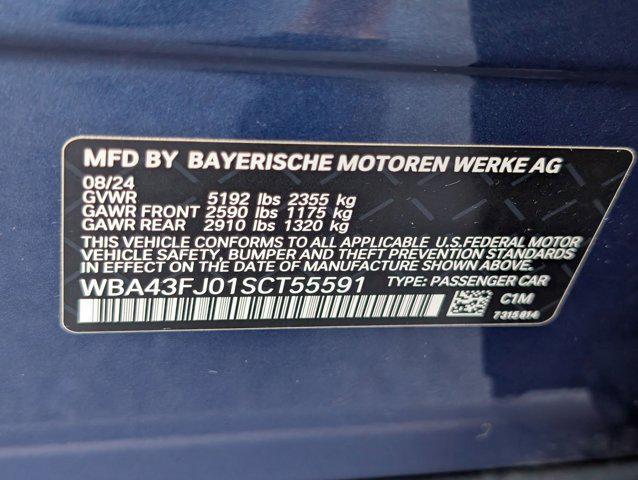 MFD BY BAYERISCHE MOTOREN WERKE AG
08/24
GVWR 5192 lbs 2355 kg
GAWR FRONT 2590 lbs 1175 kg
GAWR REAR 2910 lbs 1320 kg
THIS VEHICLE CONFORMS TO ALL APPLICABLE U.S.FEDERAL MOTOR
VEHICLE SAFETY, BUMPER AND THEFT PREVENTION STANDARDS
IN EFFECT ON THE DATE OF MANUFACTURE SHOWN ABOVE.
WBA43FJ01SCT55591 TYPE: PASSENGER CAR
C1M
7315814